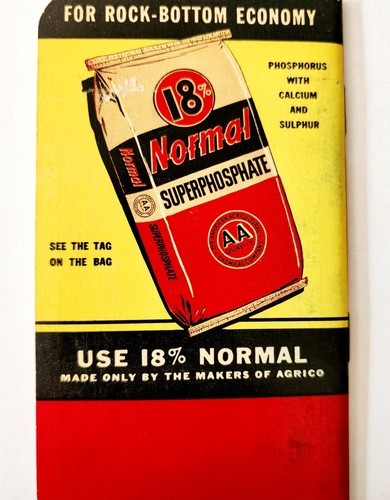 FOR ROCK-BOTTOM ECONOMY
PHOSPHORUS
WITH
CALCIUM
AND
SULPHUR
18%
Normal
SUPERPHOSPHATE
Normal
AA
SUPERPHOSPHATE
AA
QUALITY
SEE THE TAG
ON THE BAG
USE 18% NORMAL
MADE ONLY BY THE MAKERS OF AGRICO